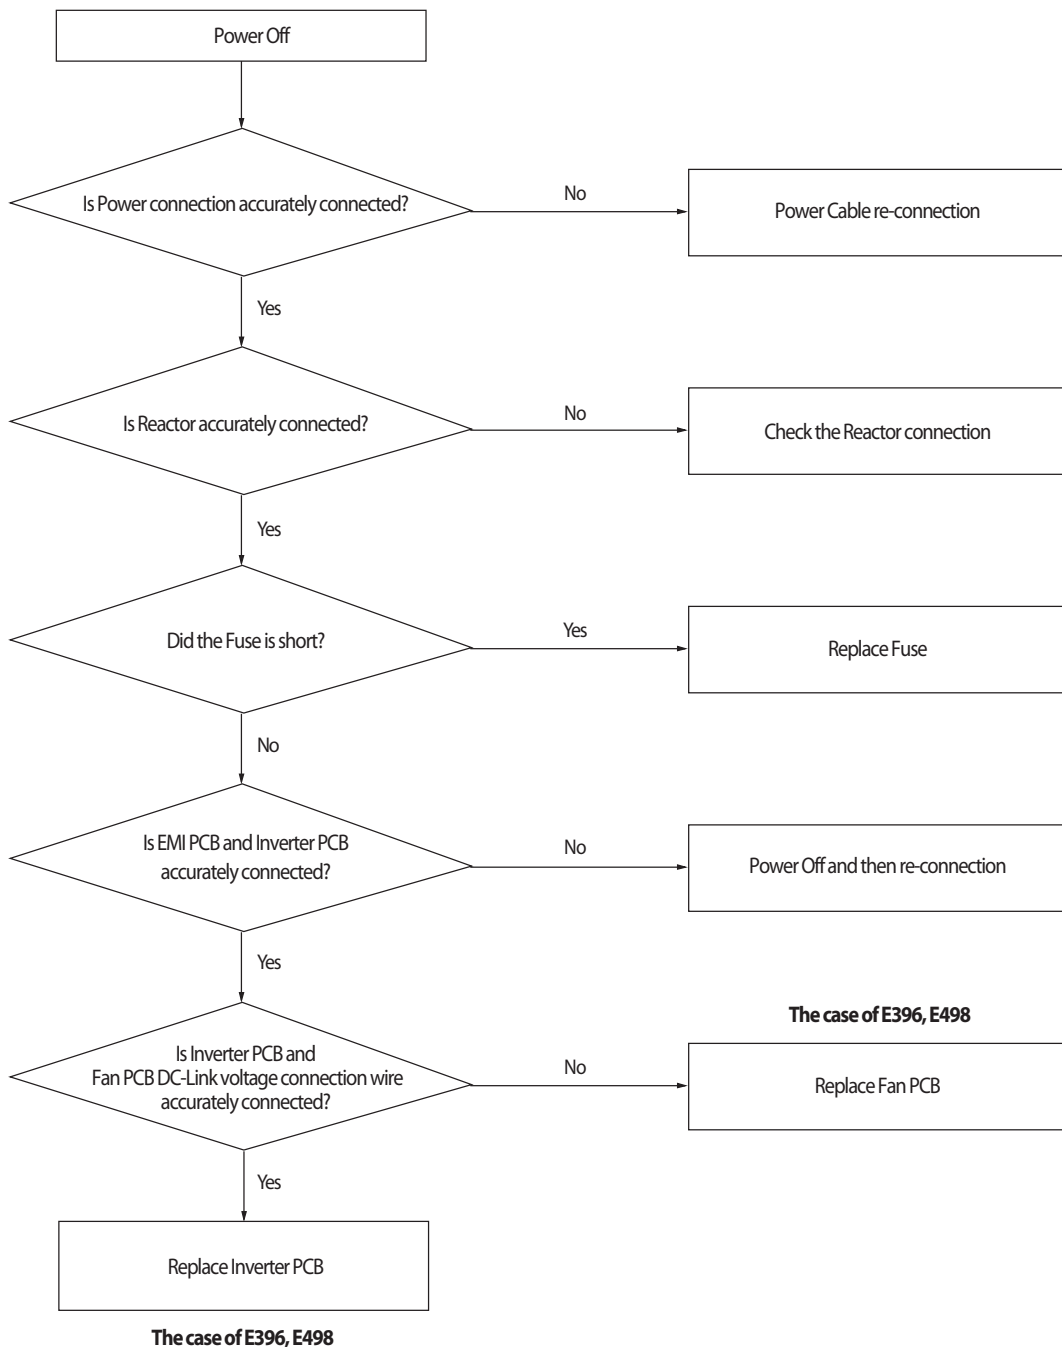 Power Off
Is Power connection accurately connected?
No
Power Cable re-connection
Yes
Is Reactor accurately connected?
No
Check the Reactor connection
Yes
Did the Fuse is short?
Yes
Replace Fuse
No
Is EMI PCB and Inverter PCB
accurately connected?
No
Power Off and then re-connection
Yes
The case of E396, E498
Is Inverter PCB and
Fan PCB DC-Link voltage connection wire
accurately connected?
No
Replace Fan PCB
Yes
Replace Inverter PCB
The case of E396, E498